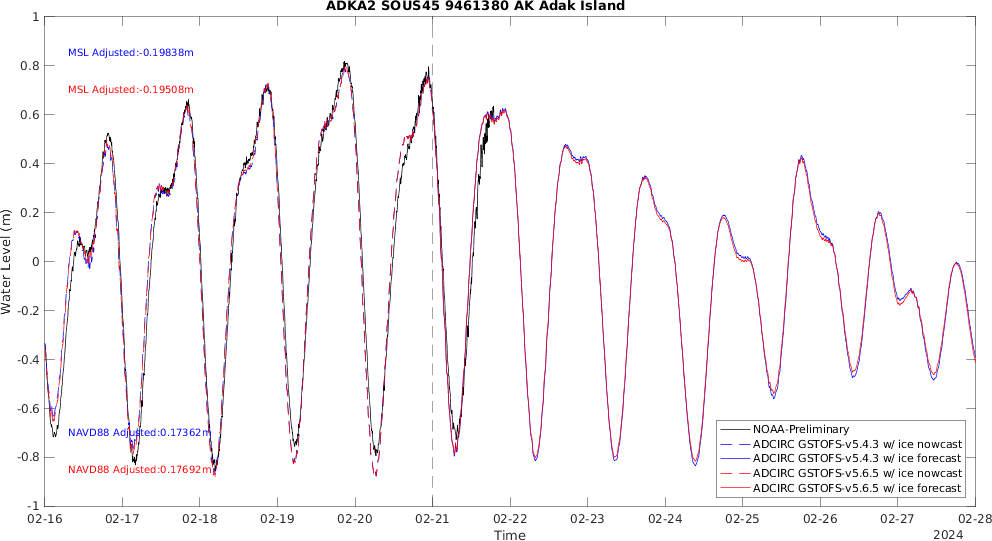 ADKA2 SOUS45 9461380 AK Adak Island
MSL Adjusted:-0.19838m
MSL Adjusted:-0.19508m
NAVD88 Adjusted:0.17362m
NAVD88 Adjusted:0.17692m
Water Level (m)
1
0.8
0.6
0.4
0.2
0
-0.2
-0.4
-0.6
-0.8
-1
NOAA-Preliminary
ADCIRC GSTOFS-v5.4.3 w/ ice nowcast
ADCIRC GSTOFS-v5.4.3 w/ ice forecast
ADCIRC GSTOFS-v5.6.5 w/ ice nowcast
ADCIRC GSTOFS-v5.6.5 w/ ice forecast
02-16 02-17 02-18 02-19 02-20 02-21 02-22 02-23 02-24 02-25 02-26 02-27 02-28
Time
2024